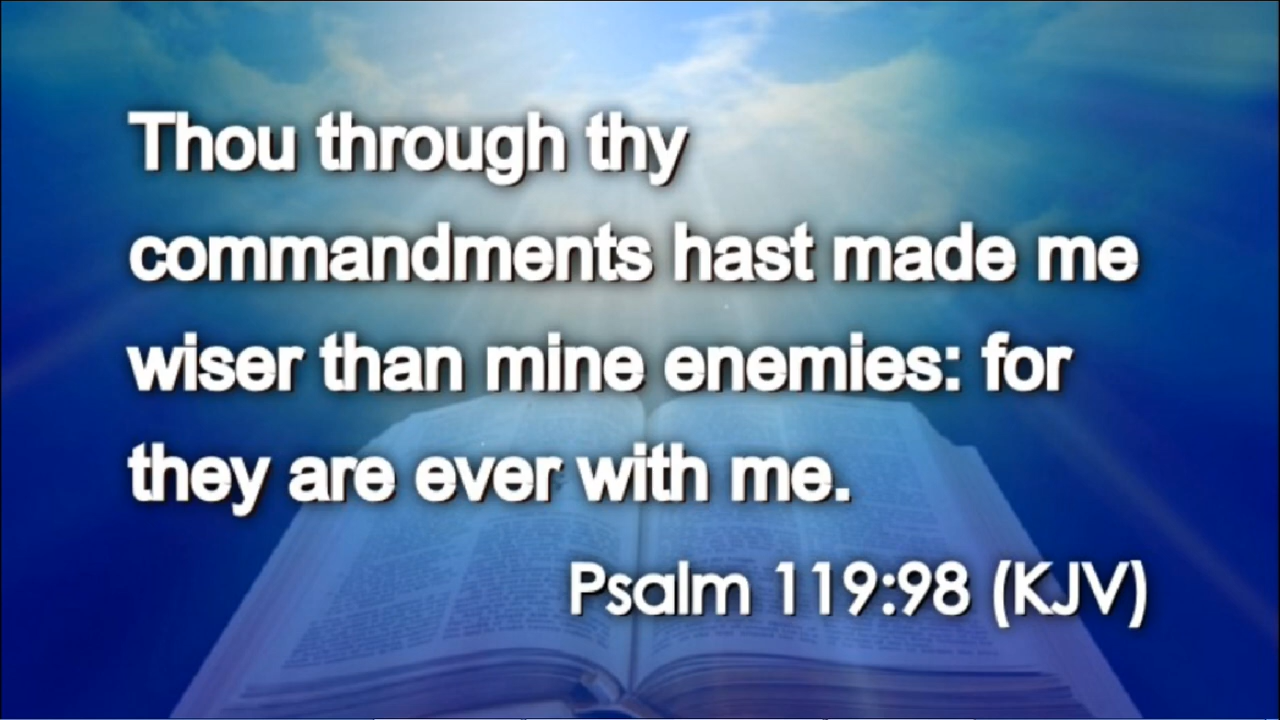 Thou through thy
commandments hast made me
wiser than mine enemies: for
they are ever with me.
Psalm 119:98 (KJV)